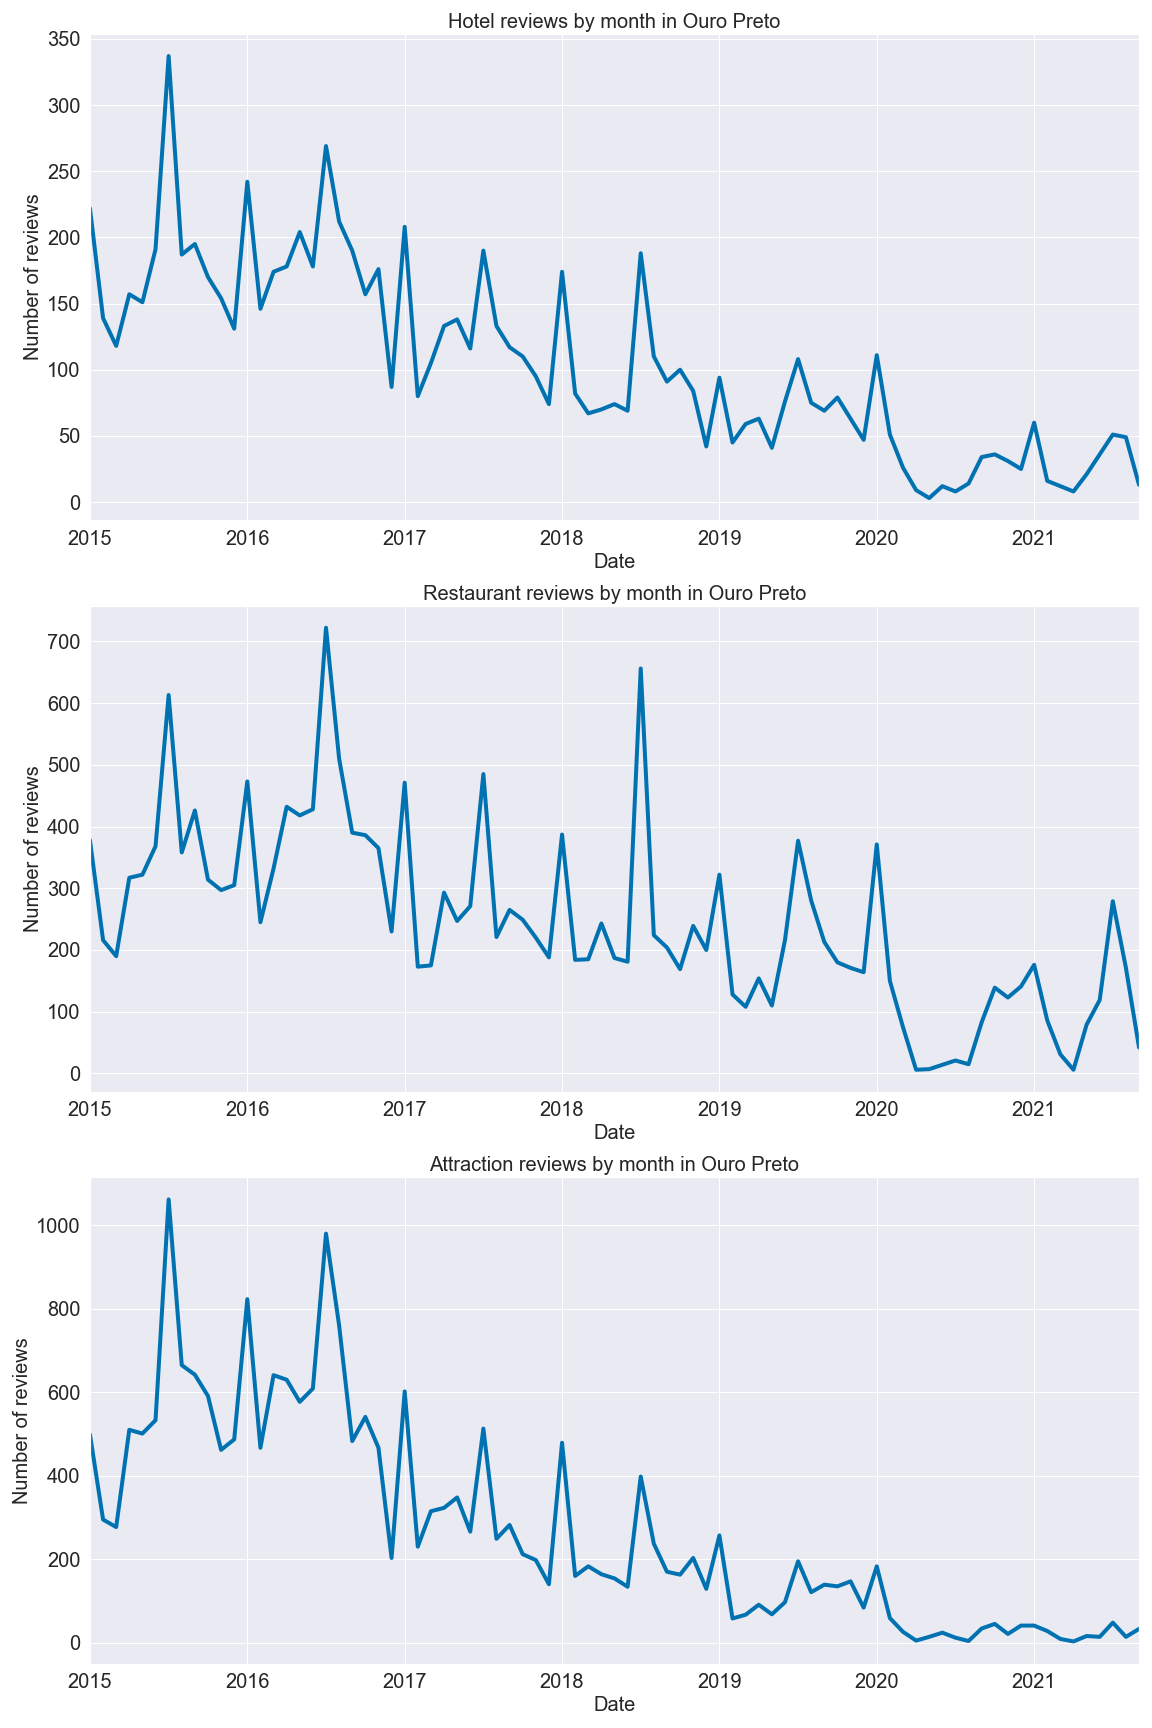 Hotel reviews by month in Ouro Preto
350
300
250
200
150
100
50
0
Number of reviews
2015 2016 2017 2018 2019 2020 2021
Date
Restaurant reviews by month in Ouro Preto
700
600
500
400
300
200
100
0
Number of reviews
2015 2016 2017 2018 2019 2020 2021
Date
Attraction reviews by month in Ouro Preto
1000
800
600
400
200
0
Number of reviews
2015 2016 2017 2018 2019 2020 2021
Date